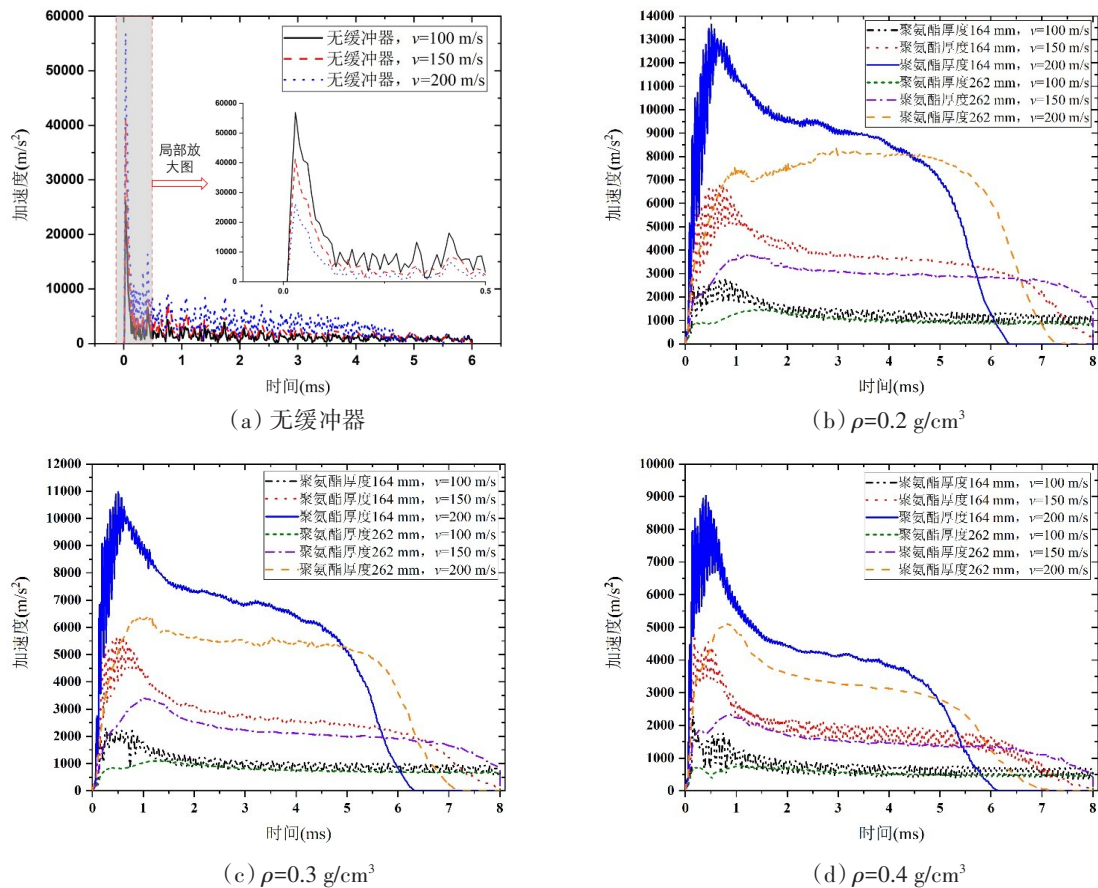 60000
50000
40000
30000
20000
10000
0
加速度(m/s²)
0 1 2 3 4 5 6
时间(ms)
无缓冲器，v=100 m/s
无缓冲器，v=150 m/s
无缓冲器，v=200 m/s
局部放
大图
60000
50000
40000
30000
20000
10000
0
0.0 0.5
(a) 无缓冲器
14000
13000
12000
11000
10000
9000
8000
7000
6000
5000
4000
3000
2000
1000
0
加速度(m/s²)
0 1 2 3 4 5 6 7 8
时间(ms)
聚氨酯厚度164 mm，v=100 m/s
聚氨酯厚度164 mm，v=150 m/s
聚氨酯厚度164 mm，v=200 m/s
聚氨酯厚度262 mm，v=100 m/s
聚氨酯厚度262 mm，v=150 m/s
聚氨酯厚度262 mm，v=200 m/s
(b) ρ=0.2 g/cm³
12000
11000
10000
9000
8000
7000
6000
5000
4000
3000
2000
1000
0
加速度(m/s²)
0 1 2 3 4 5 6 7 8
时间(ms)
聚氨酯厚度164 mm，v=100 m/s
聚氨酯厚度164 mm，v=150 m/s
聚氨酯厚度164 mm，v=200 m/s
聚氨酯厚度262 mm，v=100 m/s
聚氨酯厚度262 mm，v=150 m/s
聚氨酯厚度262 mm，v=200 m/s
(c) ρ=0.3 g/cm³
10000
9000
8000
7000
6000
5000
4000
3000
2000
1000
0
加速度(m/s²)
0 1 2 3 4 5 6 7 8
时间(ms)
聚氨酯厚度164 mm，v=100 m/s
聚氨酯厚度164 mm，v=150 m/s
聚氨酯厚度164 mm，v=200 m/s
聚氨酯厚度262 mm，v=100 m/s
聚氨酯厚度262 mm，v=150 m/s
聚氨酯厚度262 mm，v=200 m/s
(d) ρ=0.4 g/cm³